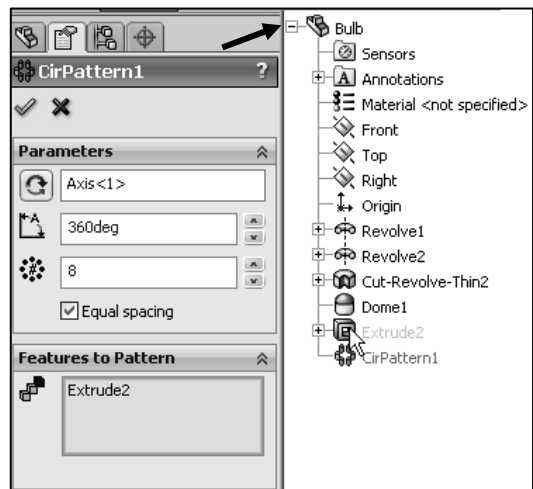 CirPattern1
?
Parameters
Axis<1>
360deg
8
Equal spacing
Features to Pattern
Extrude2
Bulb
Sensors
A Annotations
Material <not specified>
Front
Top
Right
Origin
Revolve1
Revolve2
Cut-Revolve-Thin2
Dome1
Extrude2
CirPattern1